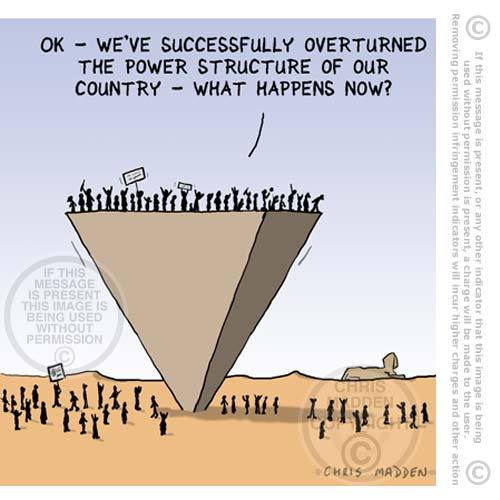 OK - WE'VE SUCCESSFULLY OVERTURNED
THE POWER STRUCTURE OF OUR
COUNTRY - WHAT HAPPENS NOW?
IF THIS
MESSAGE
IS PRESENT
THIS IMAGE IS
BEING USED
WITHOUT
PERMISSION
©
CHRIS
MADDEN
COPYRIGHT
©
CHRIS MADDEN
© If this message is present, or any other indicator that this image is being ©
used without permission is present, a charge will be made to the user.
Removing permission infringement indicators will incur higher charges and other action